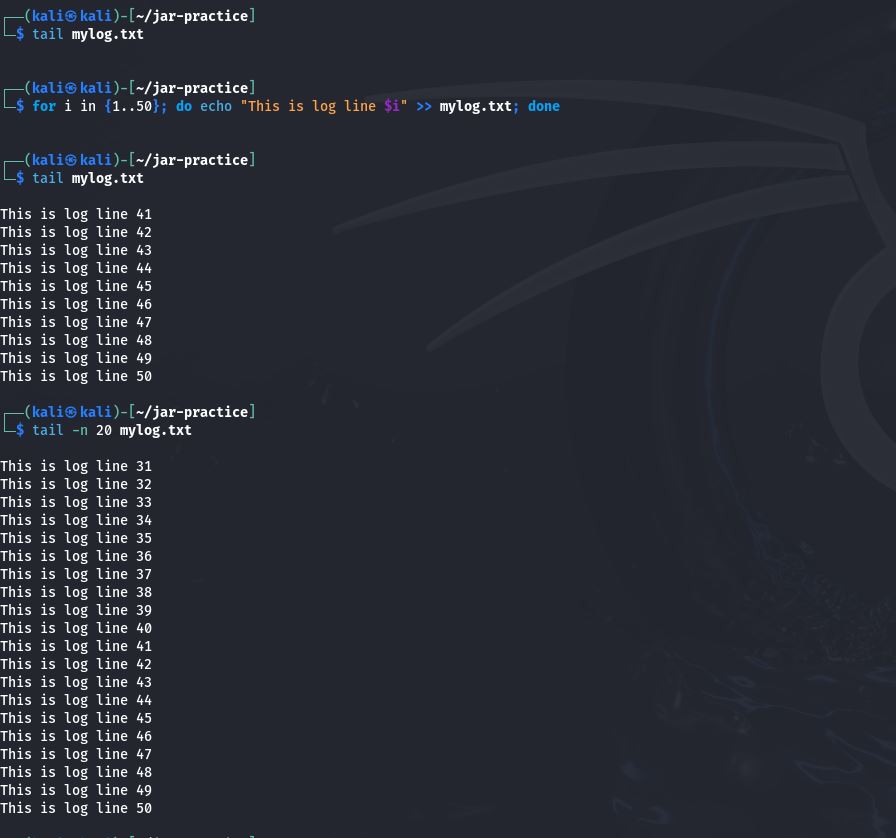 ┌──(kali㉿kali)-[~/jar-practice]
└─$ tail mylog.txt
┌──(kali㉿kali)-[~/jar-practice]
└─$ for i in {1..50}; do echo "This is log line $i" >> mylog.txt; done
┌──(kali㉿kali)-[~/jar-practice]
└─$ tail mylog.txt
This is log line 41
This is log line 42
This is log line 43
This is log line 44
This is log line 45
This is log line 46
This is log line 47
This is log line 48
This is log line 49
This is log line 50
┌──(kali㉿kali)-[~/jar-practice]
└─$ tail -n 20 mylog.txt
This is log line 31
This is log line 32
This is log line 33
This is log line 34
This is log line 35
This is log line 36
This is log line 37
This is log line 38
This is log line 39
This is log line 40
This is log line 41
This is log line 42
This is log line 43
This is log line 44
This is log line 45
This is log line 46
This is log line 47
This is log line 48
This is log line 49
This is log line 50